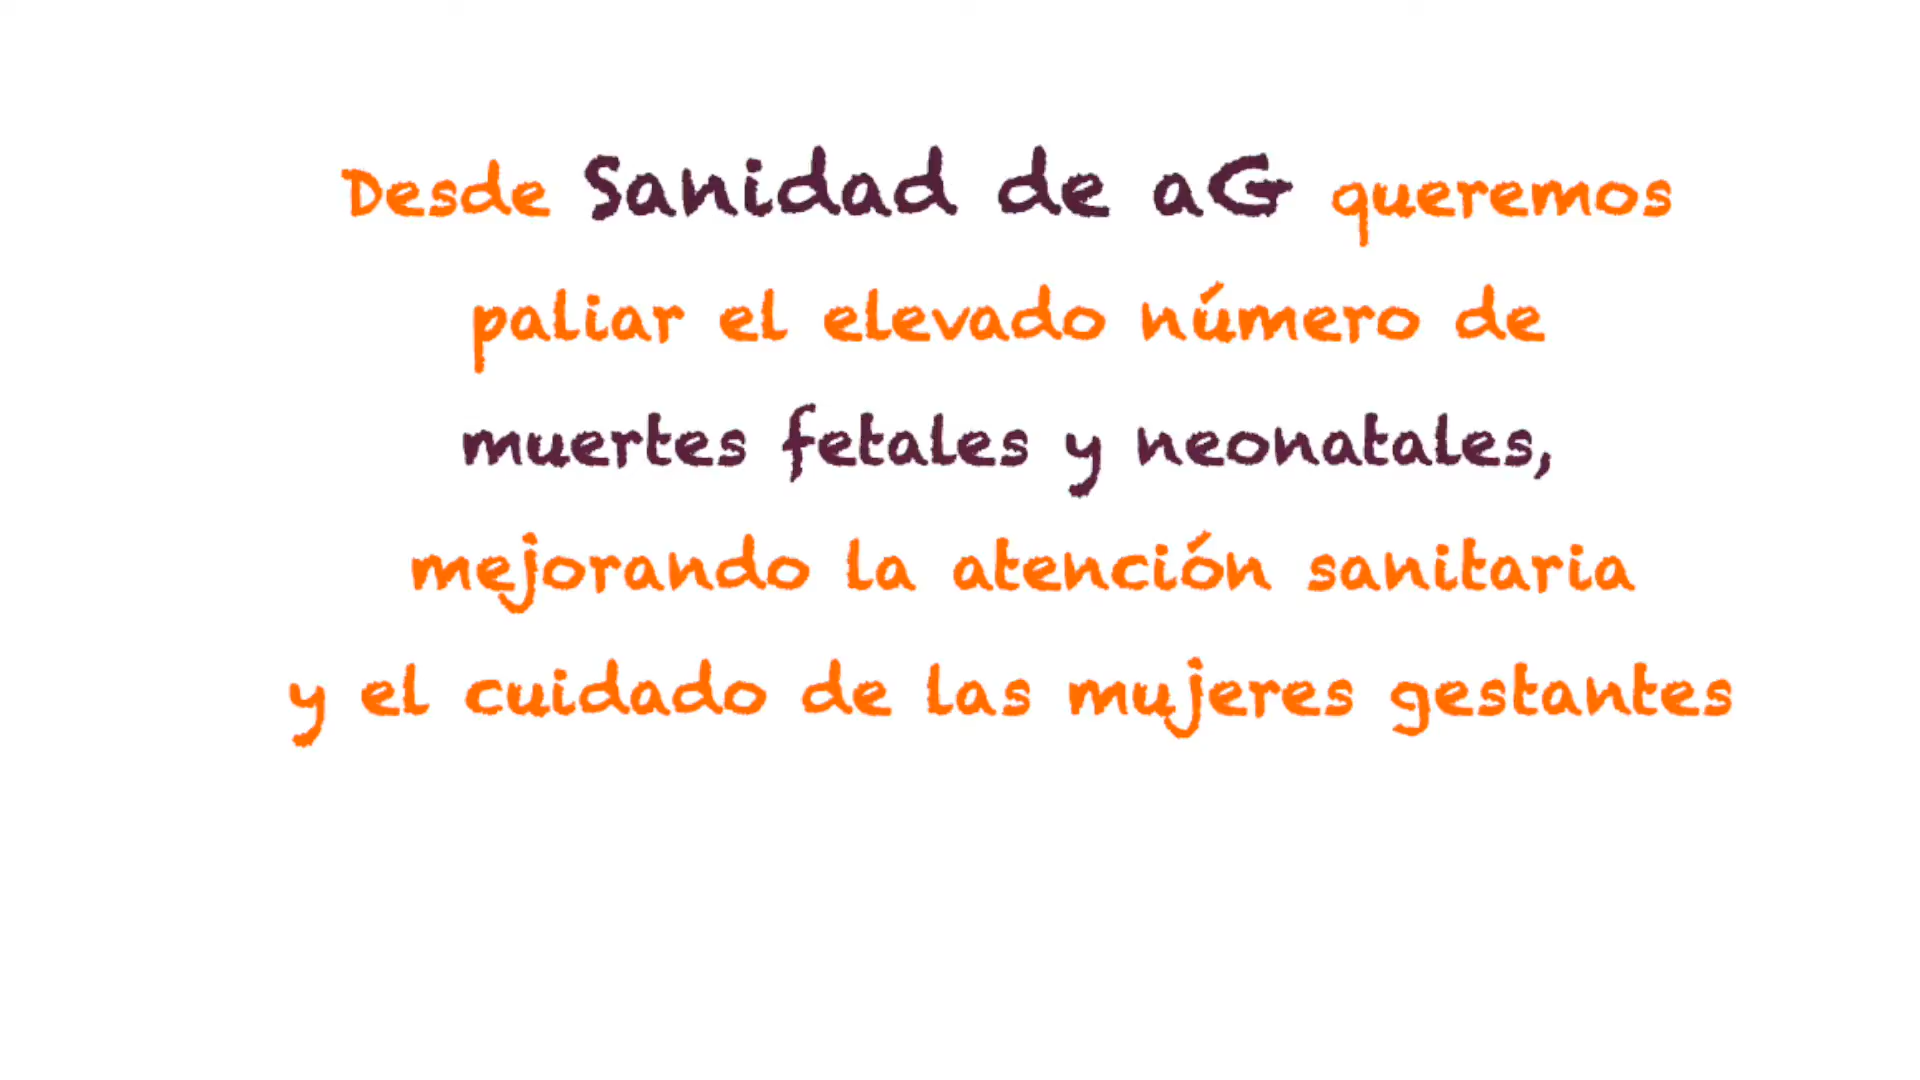 Desde Sanidad de aG queremos
paliar el elevado número de
muertes fetales y neonatales,
mejorando la atención sanitaria
y el cuidado de las mujeres gestantes